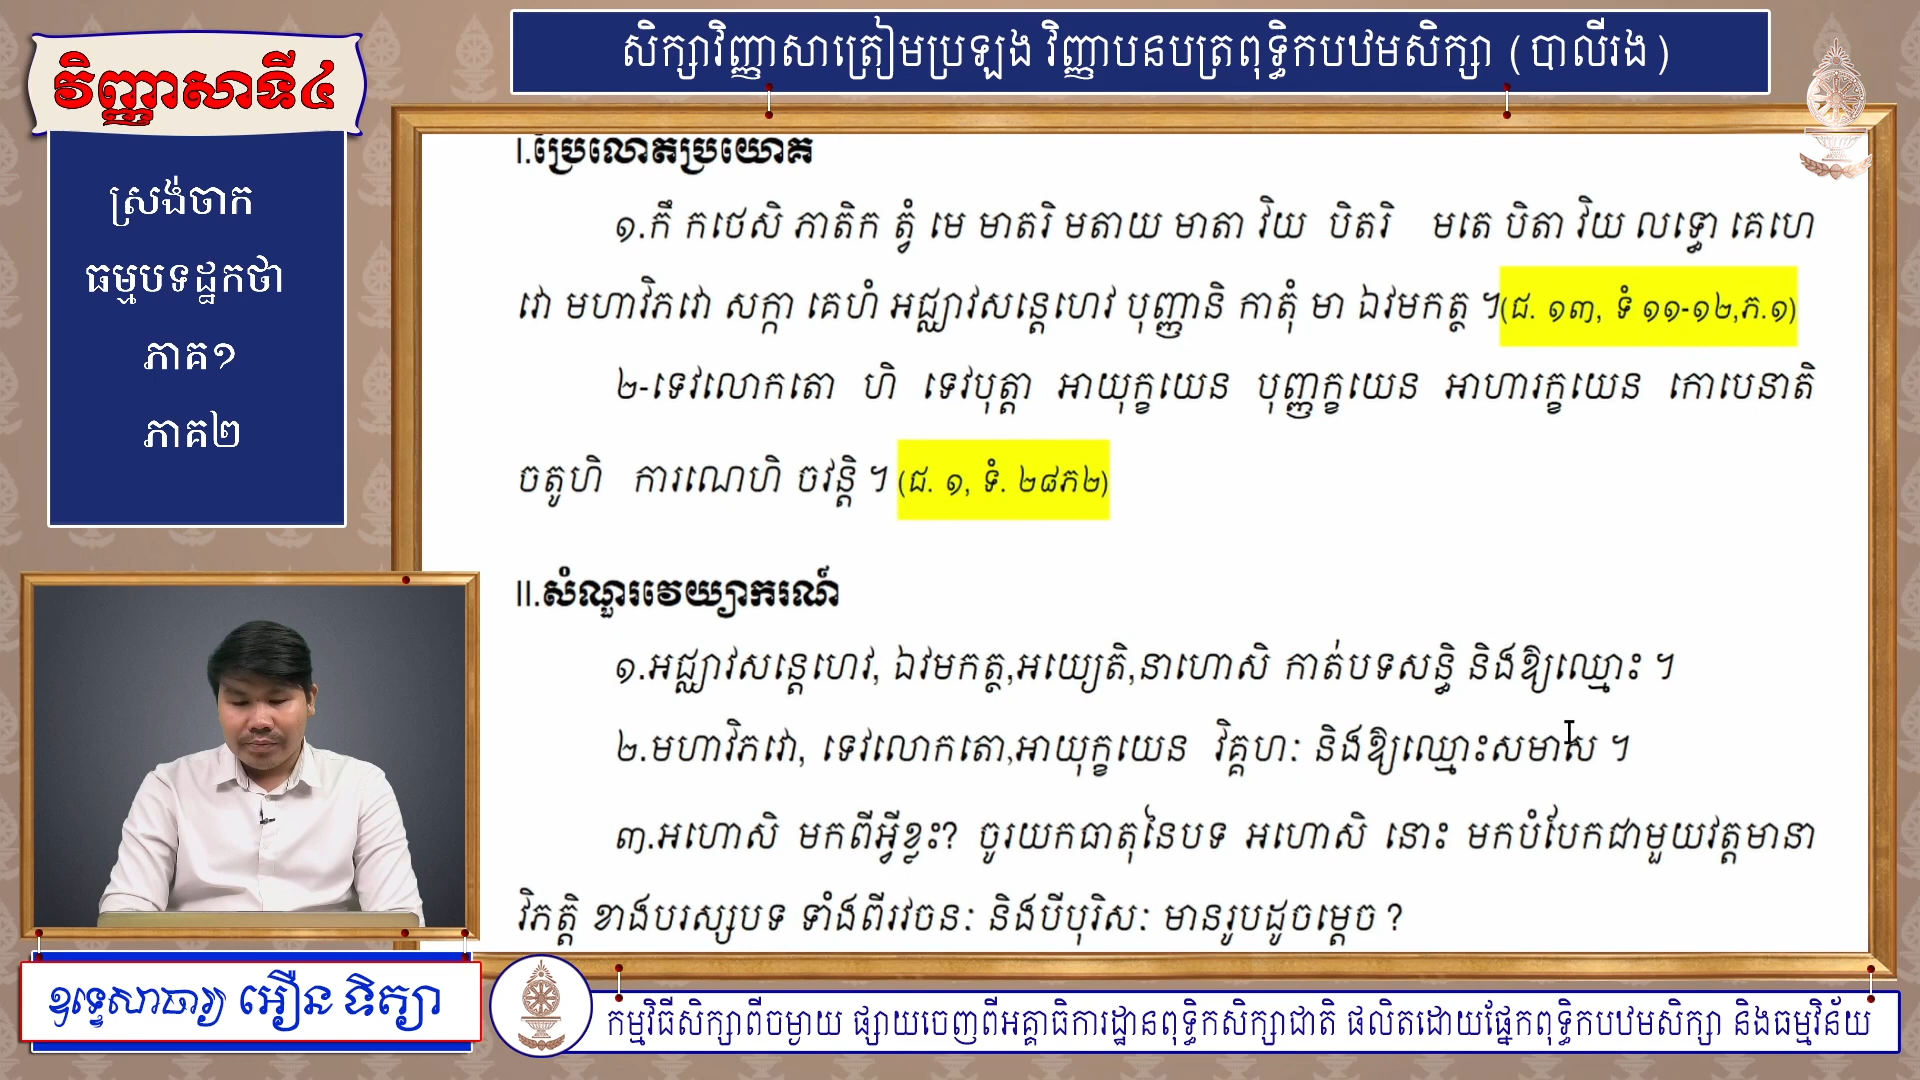 សិក្សាវិញ្ញាសាត្រៀមប្រឡង វិញ្ញាបនបត្រពុទ្ធិកបឋមសិក្សា (បាលីរង)
វិញ្ញាសាទី៤
ស្រង់ចាក
ធម្មបទដ្ឋកថា
ភាគ១
ភាគ២
I.ប្រែលោតប្រយោគ
១.កឹ កថេសិ ភាតិក ត្វំ មេ មាតរិ មតាយ មាតា វិយ បិតរិ មតេ បិតា វិយ លទ្ធោ គេហេ
វោ មហាវិភវោ សក្កា គេហំ អជ្ឈាវសន្តេហេវ បុញ្ញានិ កាតុំ មា ឯវមកត្ថ ។(ជ. ១៣, ទំ ១១-១២,ភ.១)
២-ទេវលោកតោ ហិ ទេវបុត្តា អាយុក្ខយេន បុញ្ញក្ខយេន អាហារក្ខយេន កោបេនាតិ
ចតូហិ ការណេហិ ចវន្តិ ។ (ជ. ១, ទំ. ២៨ភ២)
II.សំណួរវេយ្យាករណ៍
១.អជ្ឈាវសន្តេហេវ, ឯវមកត្ថ,អយ្យេតិ,នាហោសិ កាត់បទសន្ធិ និងឱ្យឈ្មោះ ។
២.មហាវិភវោ, ទេវលោកតោ,អាយុក្ខយេន វិគ្គហៈ និងឱ្យឈ្មោះសមាស ។
៣.អហោសិ មកពីអ្វីខ្លះ? ចូរយកធាតុនៃបទ អហោសិ នោះ មកបំបែកជាមួយវត្តមានា
វិភត្តិ ខាងបរស្សបទ ទាំងពីរវចនៈ និងបីបុរិសៈ មានរូបដូចម្តេច ?
ឧទ្ទេសាចារ្យ អឿន ទិត្យា
កម្មវិធីសិក្សាពីចម្ងាយ ផ្សាយចេញពីអគ្គាធិការដ្ឋានពុទ្ធិកសិក្សាជាតិ ផលិតដោយផ្នែកពុទ្ធិកបឋមសិក្សា និងធម្មវិន័យ